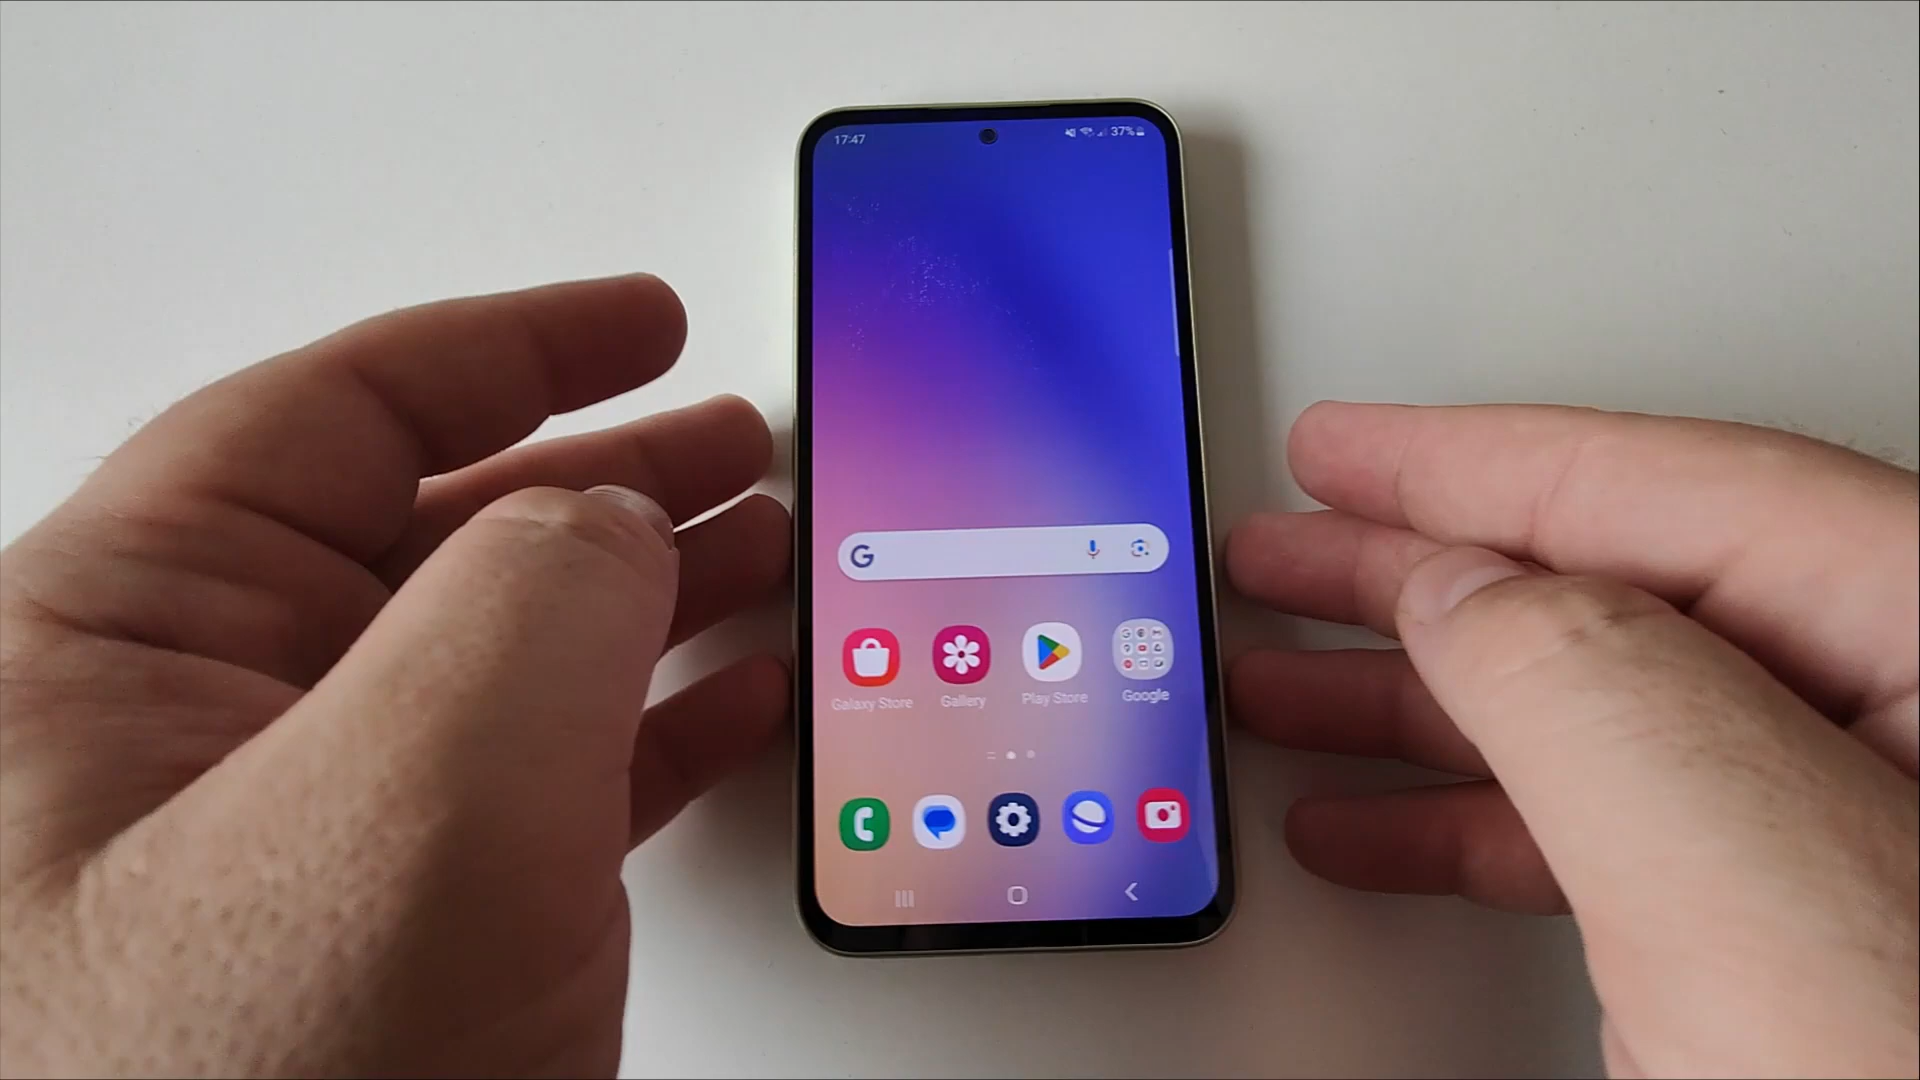 17:47
37%
G
Galaxy Store
Gallery
Play Store
Google